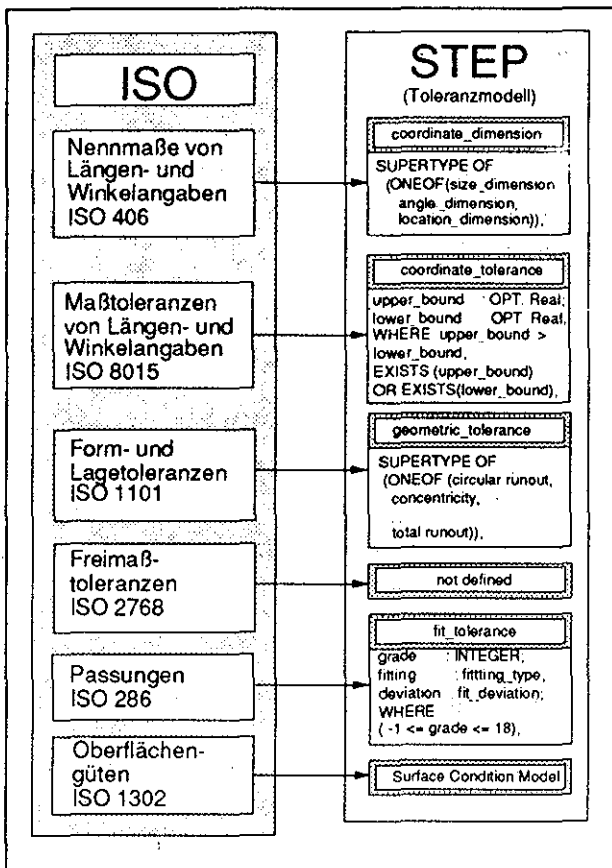 ISO
Nennmaße von
Längen- und
Winkelangaben
ISO 406
Maßtoleranzen
von Längen- und
Winkelangaben
ISO 8015
Form- und
Lagetoleranzen
ISO 1101
Freimaß-
toleranzen
ISO 2768
Passungen
ISO 286
Oberflächen-
güten
ISO 1302
STEP
(Toleranzmodell)
coordinate_dimension
SUPERTYPE OF
(ONEOF(size_dimension
angle_dimension,
location_dimension)),
coordinate_tolerance
upper_bound : OPT. Real;
lower_bound OPT Real,
WHERE upper_bound >
lower_bound,
EXISTS (upper_bound)
OR EXISTS(lower_bound),
geometric_tolerance
SUPERTYPE OF
(ONEOF (circular runout,
concentricity,
total runout)),
not defined
fit_tolerance
grade : INTEGER;
fitting : fittting_type,
deviation : fit_deviation;
WHERE
( -1 <= grade <= 18),
Surface Condition Model